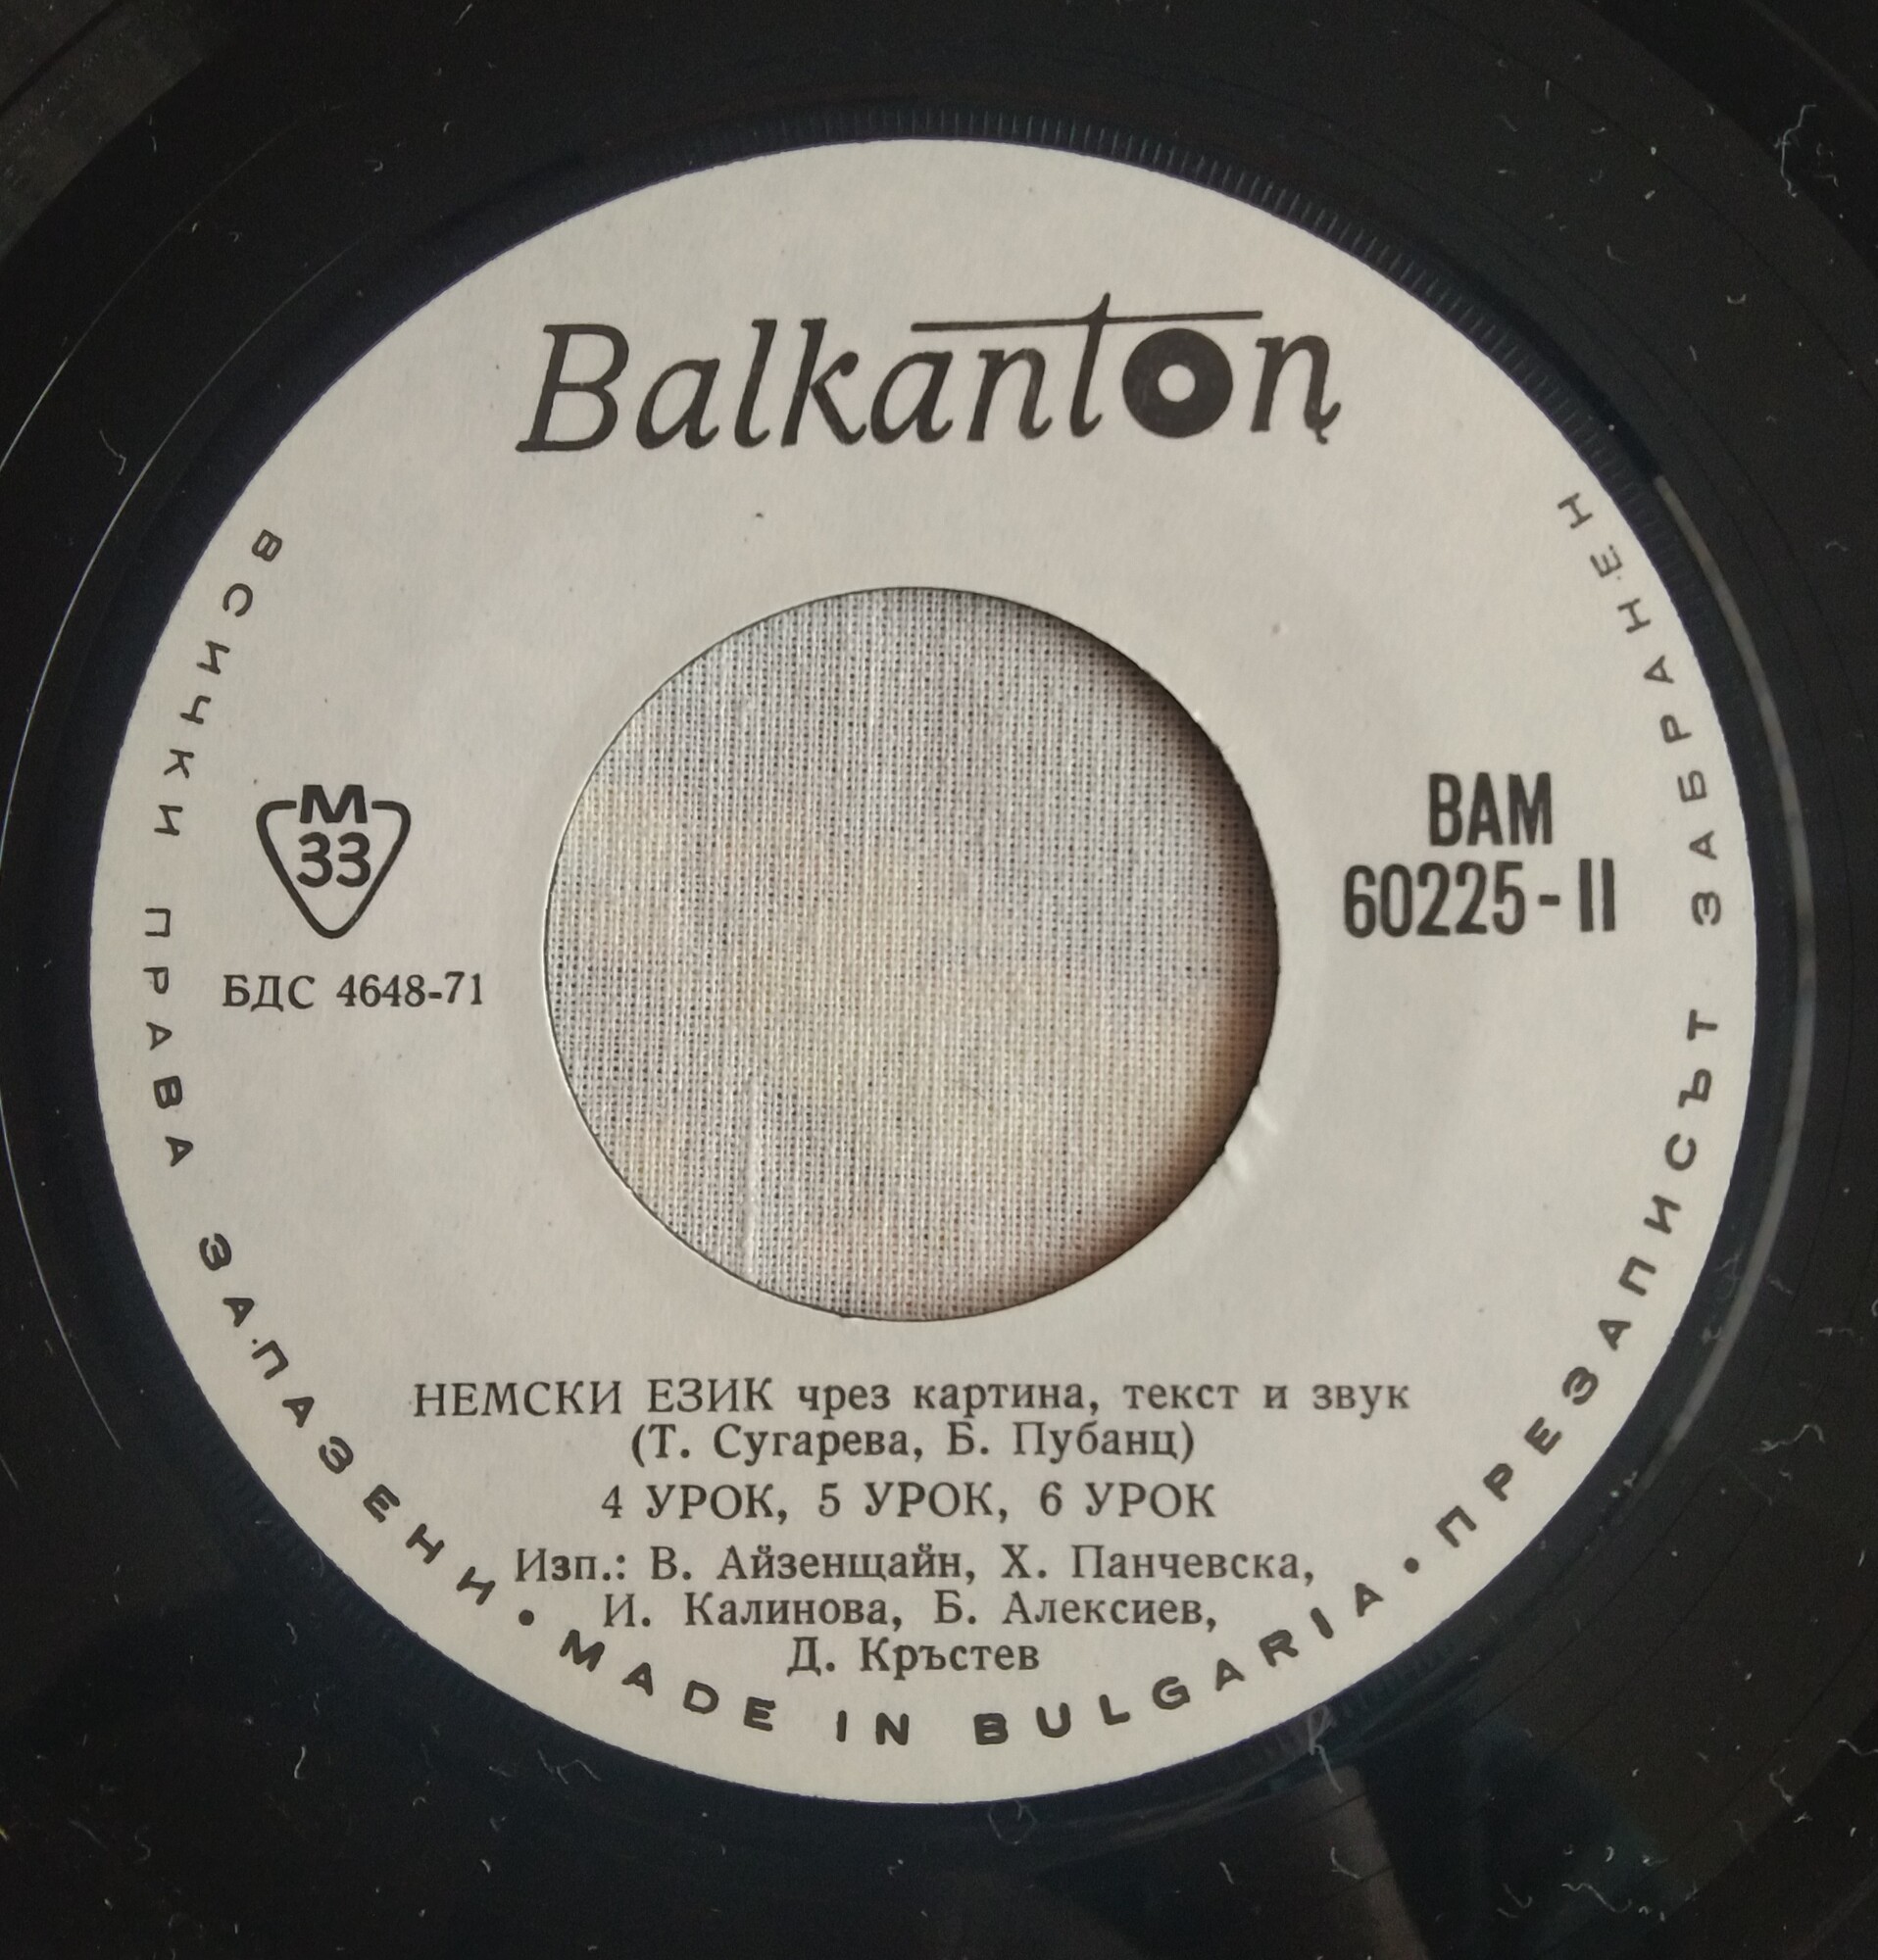 Balkanton
М
33
БДС 4648-71
ВАМ
60225-II
НЕМСКИ ЕЗИК чрез картина, текст и звук
(Т. Сугарева, Б. Пубанц)
4 УРОК, 5 УРОК, 6 УРОК
Изп.: В. Айзенщайн, Х. Панчевска,
И. Калинова, Б. Алексиев,
Д. Кръстев
ВСИЧКИ ПРАВА ЗАПАЗЕНИ • MADE IN BULGARIA • ПРЕЗАПИСЪТ ЗАБРАНЕН